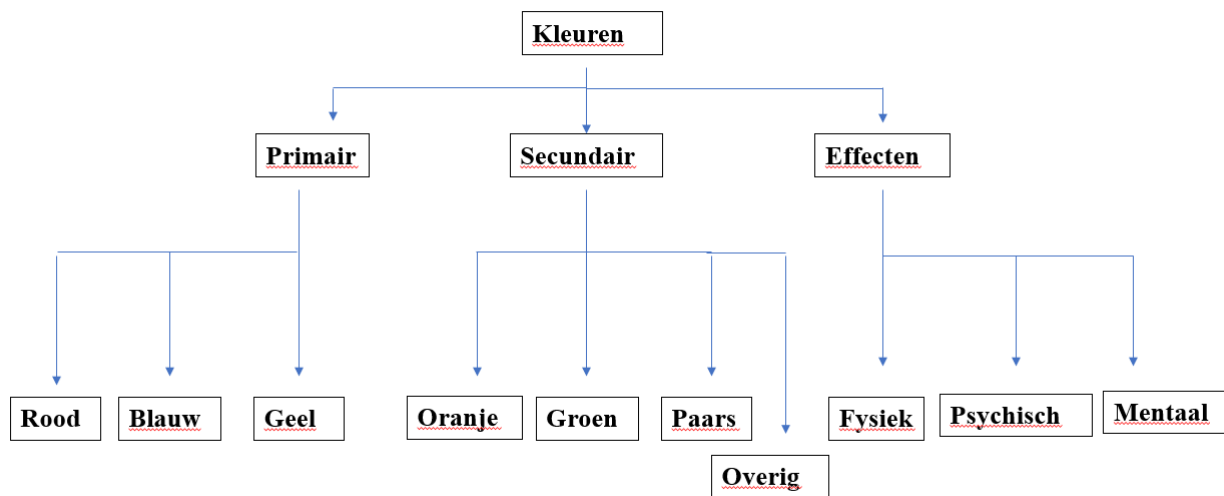 Kleuren
Primair
Secundair
Effecten
Rood
Blauw
Geel
Oranje
Groen
Paars
Overig
Fysiek
Psychisch
Mentaal